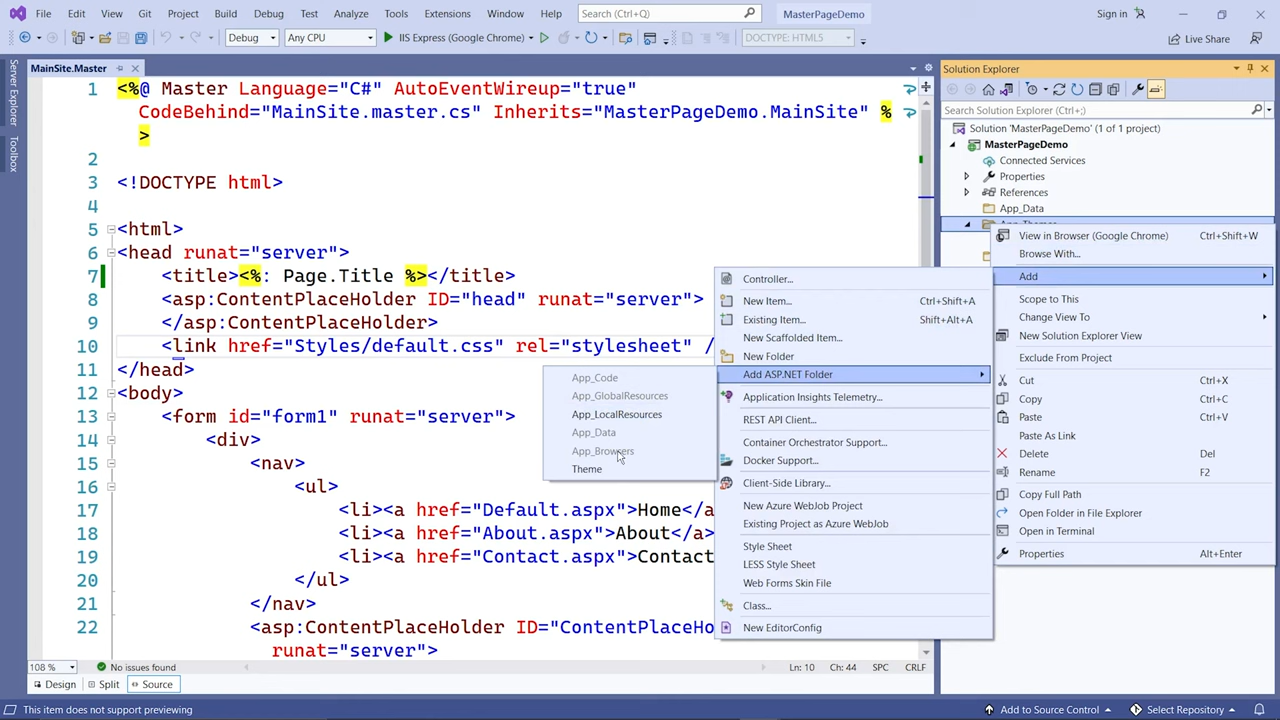 File Edit View Git Project Build Debug Test Analyze Tools Extensions Window Help Search (Ctrl+Q) MasterPageDemo Sign in
Debug Any CPU IIS Express (Google Chrome) DOCTYPE: HTML5 Live Share
Server Explorer
Toolbox
MainSite.Master
1 <%@ Master Language="C#" AutoEventWireup="true"
CodeBehind="MainSite.master.cs" Inherits="MasterPageDemo.MainSite" %
>
2
3 <!DOCTYPE html>
4
5 <html>
6 <head runat="server">
7 <title><%: Page.Title %></title>
8 <asp:ContentPlaceHolder ID="head" runat="server">
9 </asp:ContentPlaceHolder>
10 <link href="Styles/default.css" rel="stylesheet" /
11 </head>
12 <body>
13 <form id="form1" runat="server">
14 <div>
15 <nav>
16 <ul>
17 <li><a href="Default.aspx">Home</a
18 <li><a href="About.aspx">About</a>
19 <li><a href="Contact.aspx">Contact
20 </ul>
21 </nav>
22 <asp:ContentPlaceHolder ID="ContentPlaceHo
runat="server">
108 % No issues found Ln: 10 Ch: 44 SPC CRLF
Design Split Source
This item does not support previewing Add to Source Control Select Repository
Solution Explorer
Search Solution Explorer (Ctrl+;)
Solution 'MasterPageDemo' (1 of 1 project)
MasterPageDemo
Connected Services
Properties
References
App_Data
View in Browser (Google Chrome) Ctrl+Shift+W
Browse With...
Add
Scope to This
Change View To
New Solution Explorer View
Exclude From Project
Cut Ctrl+X
Copy Ctrl+C
Paste Ctrl+V
Paste As Link
Delete Del
Rename F2
Copy Full Path
Open Folder in File Explorer
Open in Terminal
Properties Alt+Enter
Controller...
New Item... Ctrl+Shift+A
Existing Item... Shift+Alt+A
New Scaffolded Item...
New Folder
Add ASP.NET Folder
Application Insights Telemetry...
REST API Client...
Container Orchestrator Support...
Docker Support...
Client-Side Library...
New Azure WebJob Project
Existing Project as Azure WebJob
Style Sheet
LESS Style Sheet
Web Forms Skin File
Class...
New EditorConfig
App_Code
App_GlobalResources
App_LocalResources
App_Data
App_Browsers
Theme